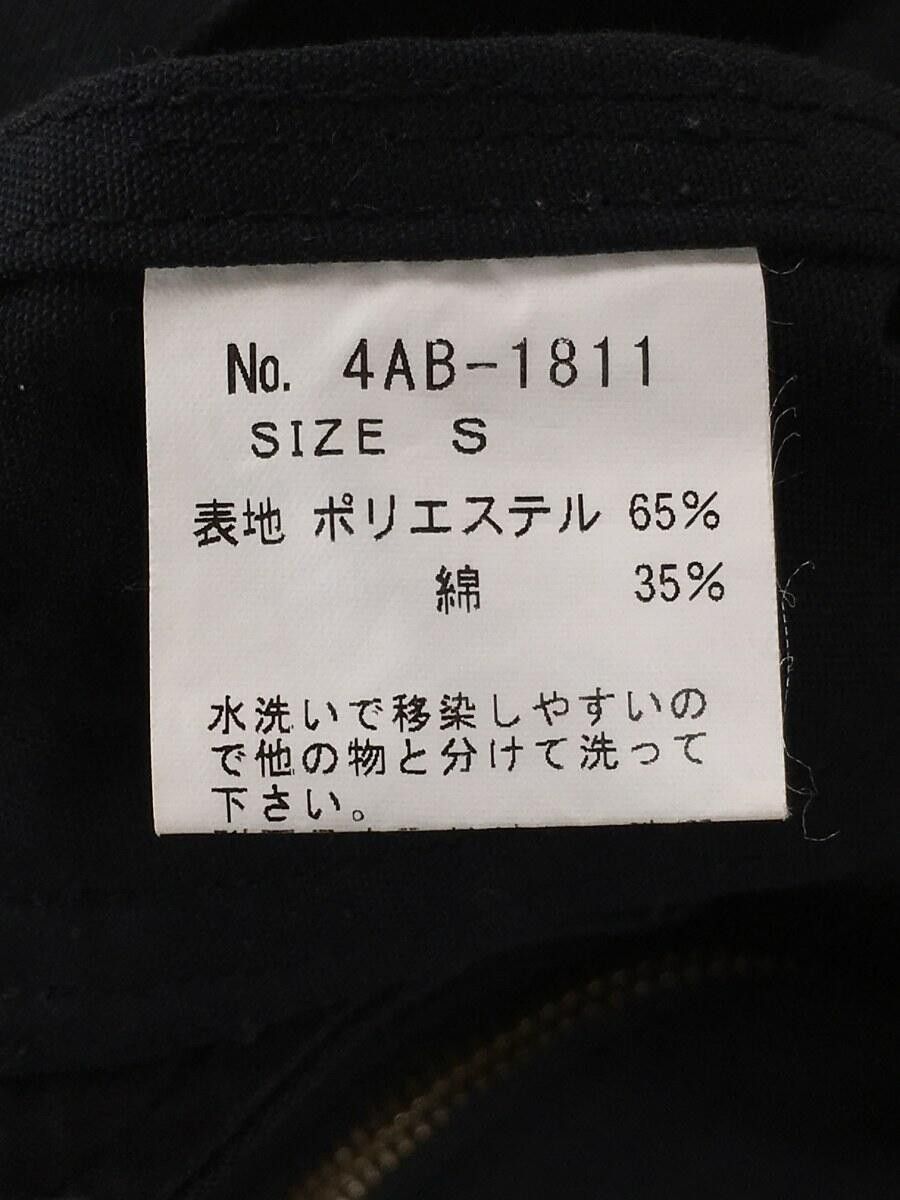 No. 4AB-1811
SIZE S
表地 ポリエステル 65%
綿 35%
水洗いで移染しやすいの
で他の物と分けて洗って
下さい。